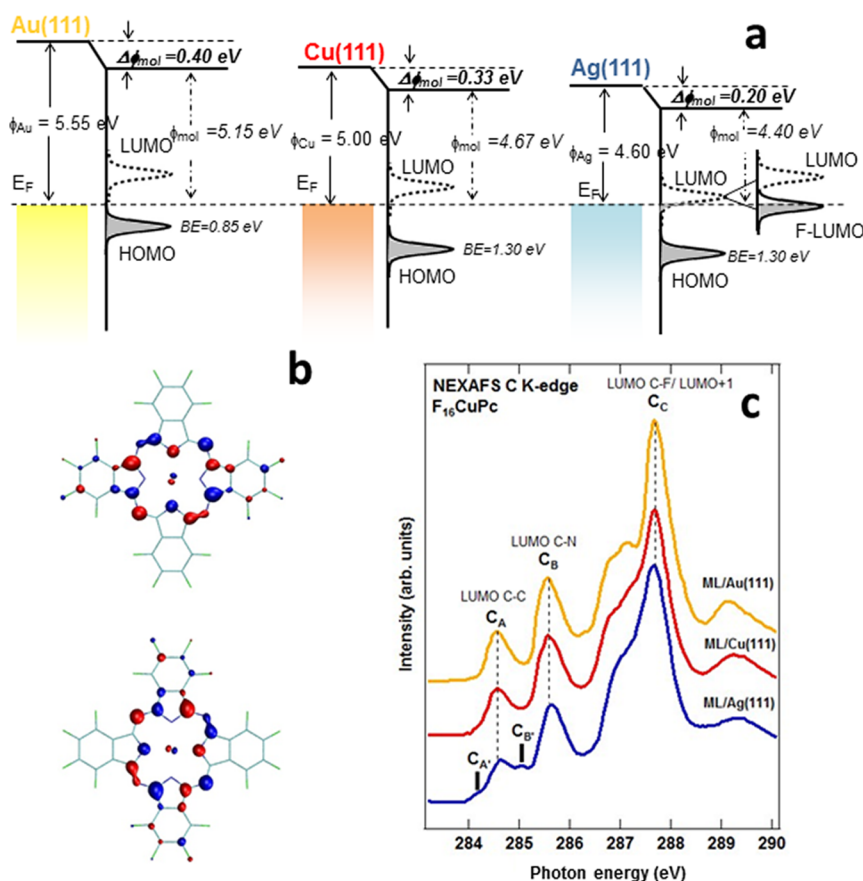 Au(111)
Δϕmol =0.40 eV
ϕAu = 5.55 eV
ϕmol =5.15 eV
LUMO
EF
BE=0.85 eV
HOMO
Cu(111)
Δϕmol =0.33 eV
ϕCu = 5.00 eV
ϕmol =4.67 eV
LUMO
EF
BE=1.30 eV
HOMO
a
Ag(111)
Δϕmol =0.20 eV
ϕmol =4.40 eV
ϕAg = 4.60 eV
LUMO
LUMO
EF
F-LUMO
BE=1.30 eV
HOMO
b
c
NEXAFS C K-edge
F16CuPc
LUMO C-F/ LUMO+1
CC
LUMO C-N
CB
LUMO C-C
CA
ML/Au(111)
ML/Cu(111)
ML/Ag(111)
CB'
CA'
Intensity (arb. units)
284 285 286 287 288 289 290
Photon energy (eV)